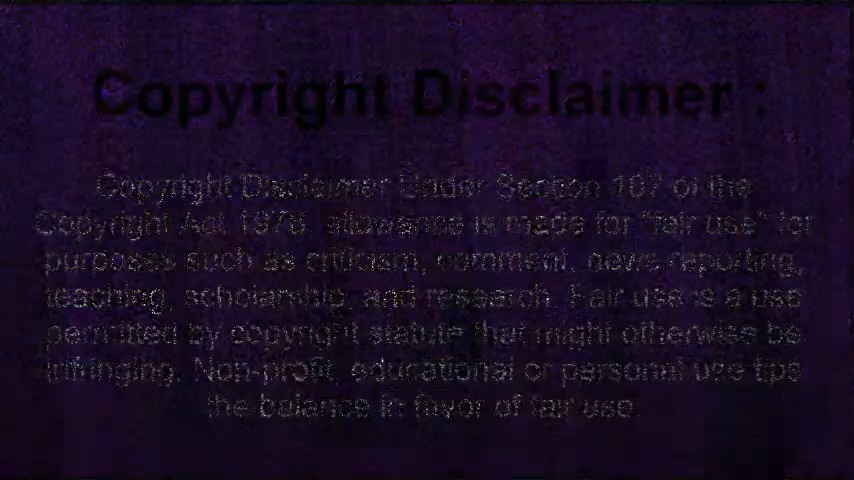 Copyright Disclaimer :
Copyright Disclaimer Under Section 107 of the
Copyright Act 1976, allowance is made for "fair use" for
purposes such as criticism, comment, news reporting,
teaching, scholarship, and research. Fair use is a use
permitted by copyright statute that might otherwise be
infringing. Non-profit, educational or personal use tips
the balance in favor of fair use.